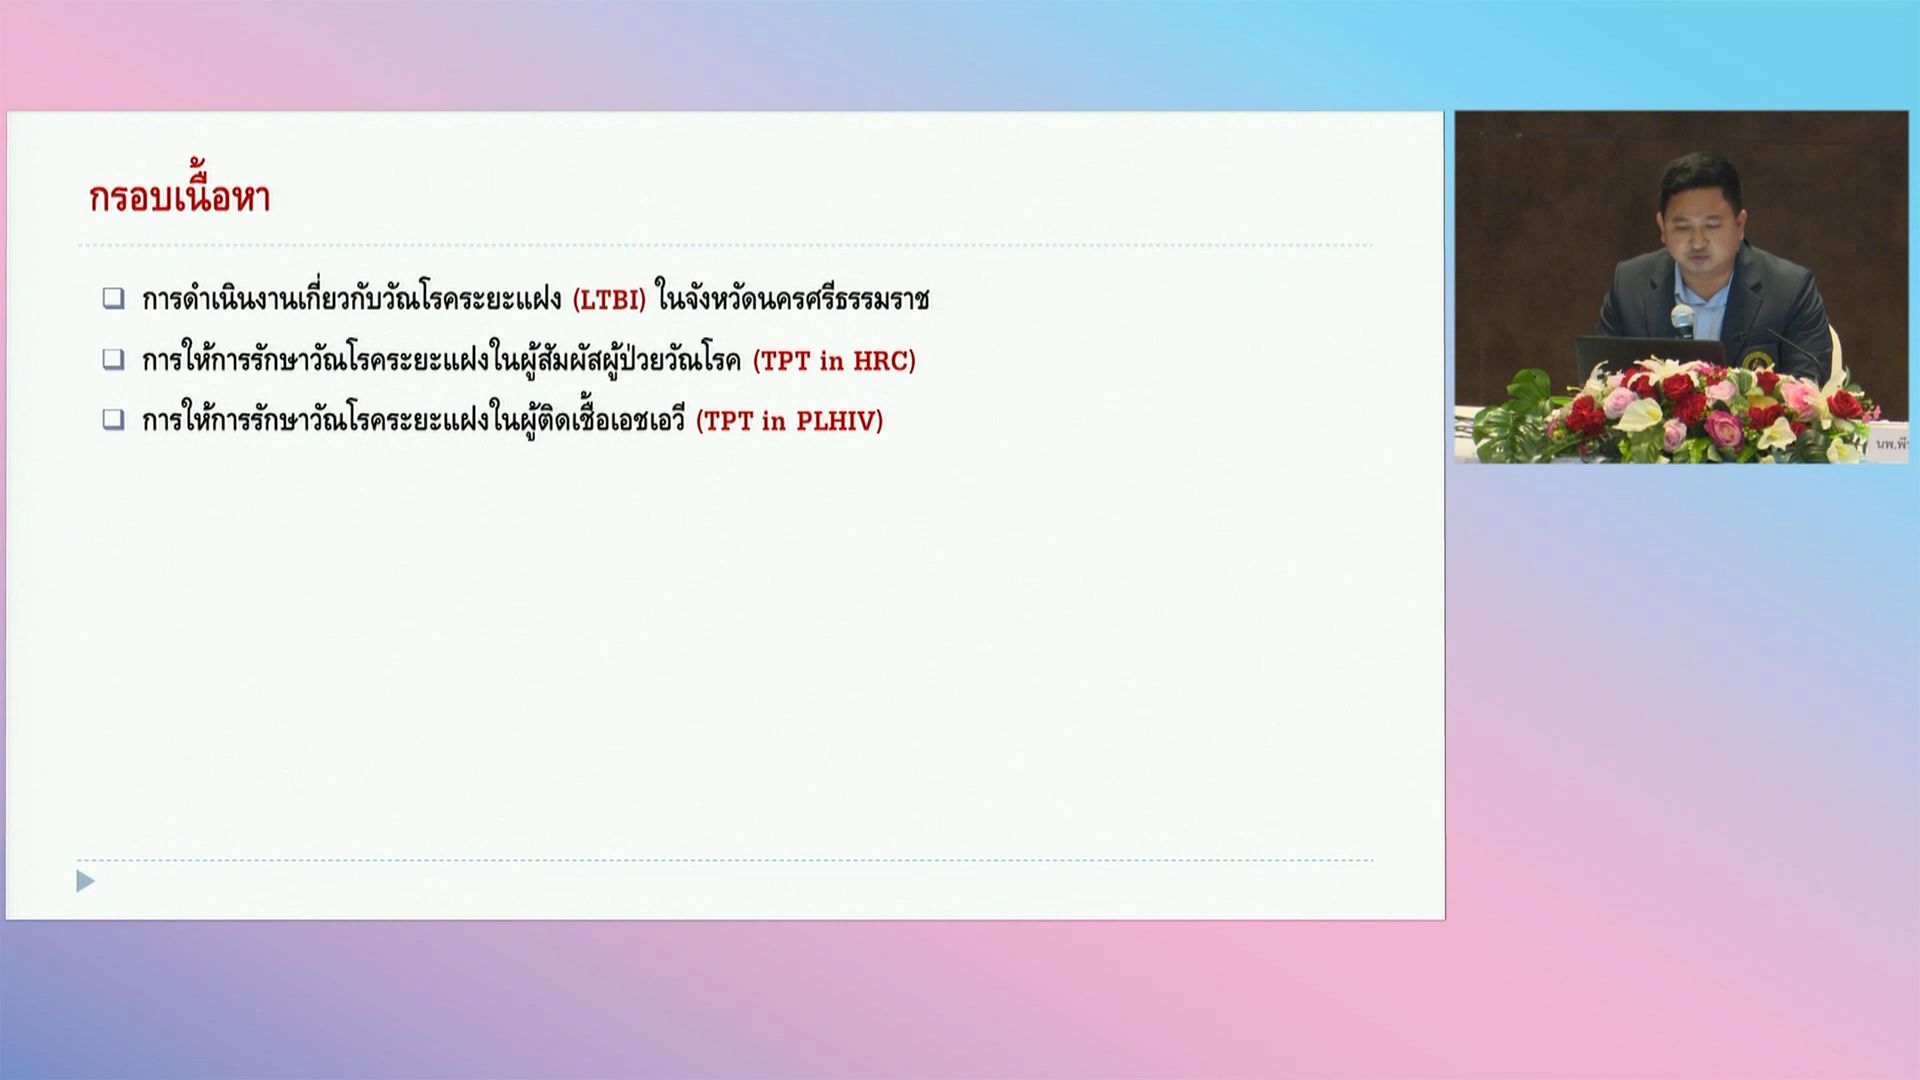 กรอบเนื้อหา
การดำเนินงานเกี่ยวกับวัณโรคระยะแฝง (LTBI) ในจังหวัดนครศรีธรรมราช
การให้การรักษาวัณโรคระยะแฝงในผู้สัมผัสผู้ป่วยวัณโรค (TPT in HRC)
การให้การรักษาวัณโรคระยะแฝงในผู้ติดเชื้อเอชเอวี (TPT in PLHIV)